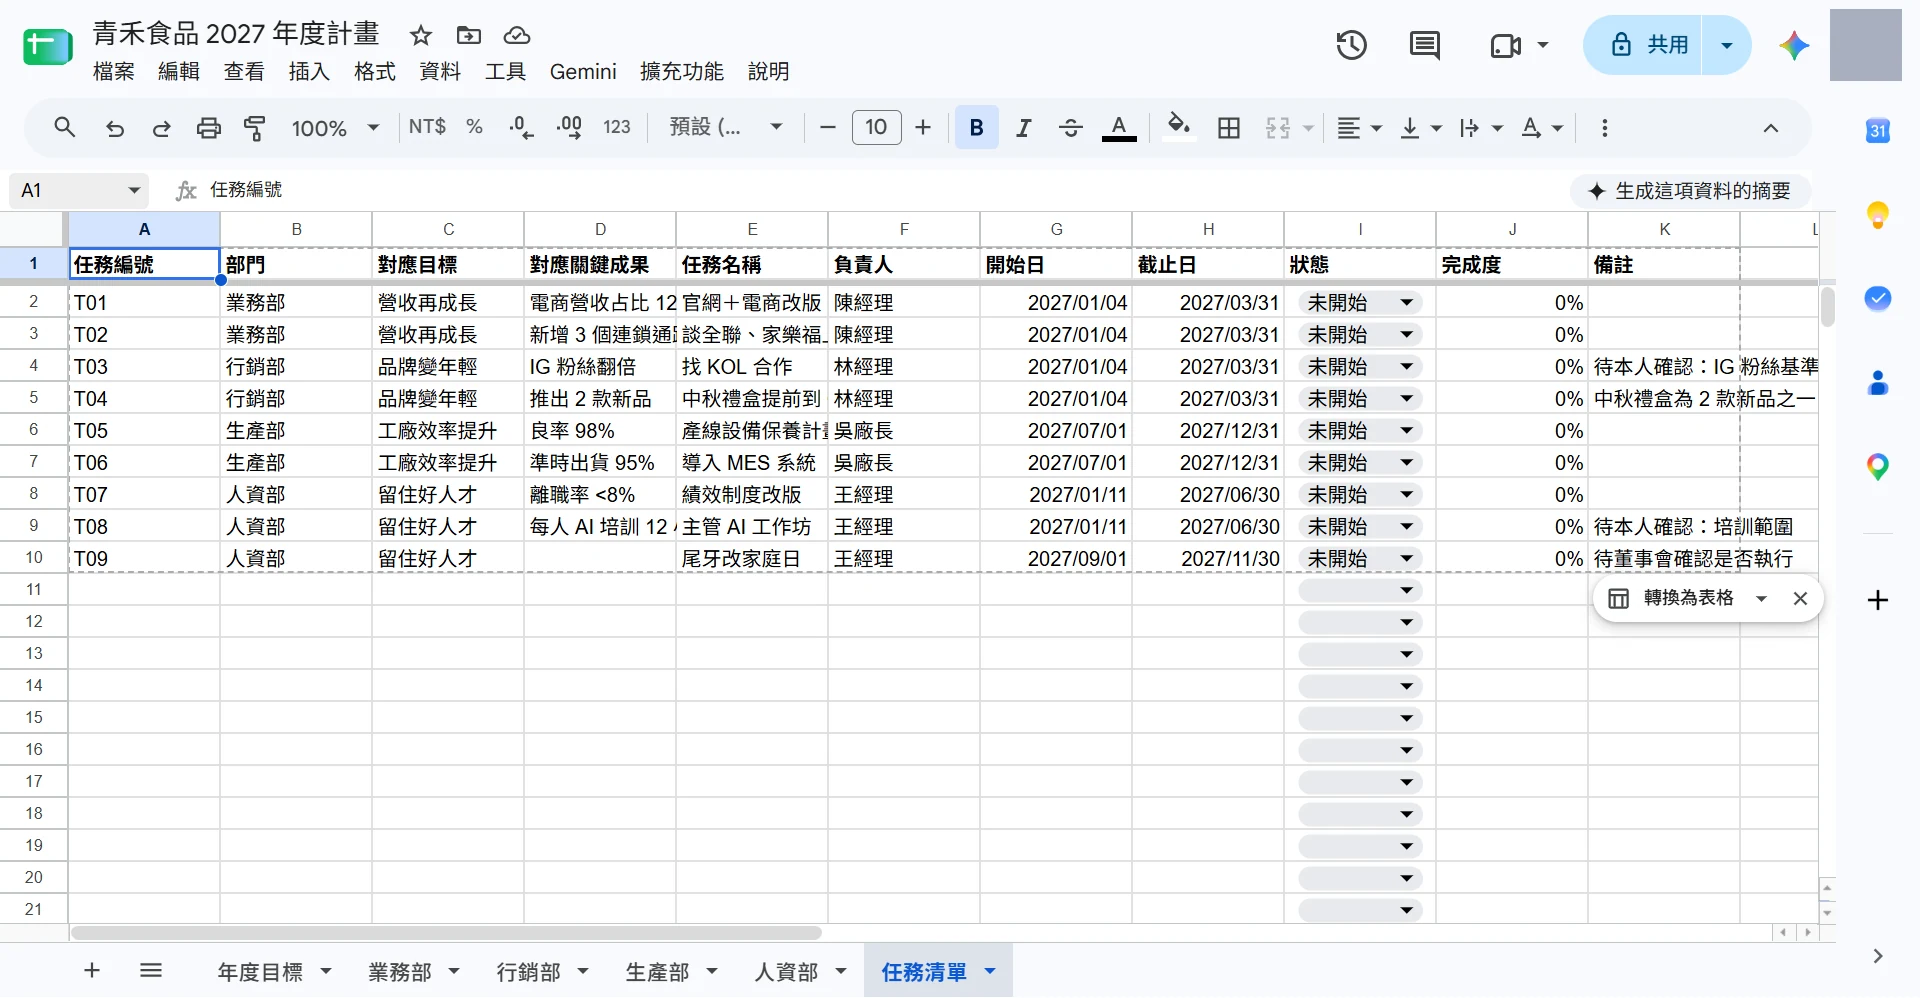 青禾食品 2027 年度計畫
檔案 編輯 查看 插入 格式 資料 工具 Gemini 擴充功能 說明
共用
100% NT$ % .0 .00 123 預設 (... 10 B I A A
31
A1 fx 任務編號 生成這項資料的摘要
A B C D E F G H I J K L
1 任務編號 部門 對應目標 對應關鍵成果 任務名稱 負責人 開始日 截止日 狀態 完成度 備註
2 T01 業務部 營收再成長 電商營收占比 12 官網＋電商改版 陳經理 2027/01/04 2027/03/31 未開始 0%
3 T02 業務部 營收再成長 新增 3 個連鎖通 談全聯、家樂福 陳經理 2027/01/04 2027/03/31 未開始 0%
4 T03 行銷部 品牌變年輕 IG 粉絲翻倍 找 KOL 合作 林經理 2027/01/04 2027/03/31 未開始 0% 待本人確認：IG 粉絲基準
5 T04 行銷部 品牌變年輕 推出 2 款新品 中秋禮盒提前到 林經理 2027/01/04 2027/03/31 未開始 0% 中秋禮盒為 2 款新品之一
6 T05 生產部 工廠效率提升 良率 98% 產線設備保養計 吳廠長 2027/07/01 2027/12/31 未開始 0%
7 T06 生產部 工廠效率提升 準時出貨 95% 導入 MES 系統 吳廠長 2027/07/01 2027/12/31 未開始 0%
8 T07 人資部 留住好人才 離職率 <8% 績效制度改版 王經理 2027/01/11 2027/06/30 未開始 0%
9 T08 人資部 留住好人才 每人 AI 培訓 12 主管 AI 工作坊 王經理 2027/01/11 2027/06/30 未開始 0% 待本人確認：培訓範圍
10 T09 人資部 留住好人才 尾牙改家庭日 王經理 2027/09/01 2027/11/30 未開始 0% 待董事會確認是否執行
11
轉換為表格
12
13
14
15
16
17
18
19
20
21
年度目標 業務部 行銷部 生產部 人資部 任務清單